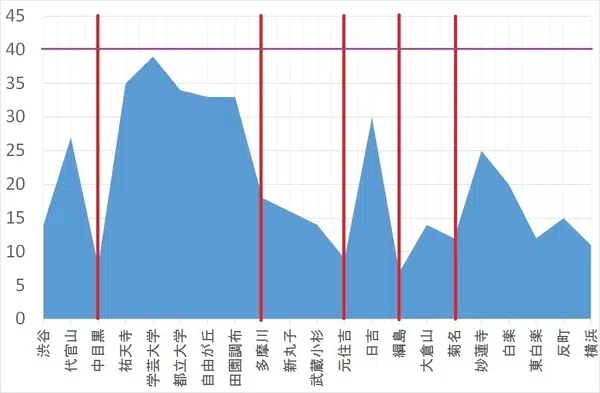 45
40
35
30
25
20
15
10
5
0
渋谷
代官山
中目黒
祐天寺
学芸大学
都立大学
自由が丘
田園調布
多摩川
新丸子
武蔵小杉
元住吉
日吉
綱島
大倉山
菊名
妙蓮寺
白楽
東白楽
反町
横浜